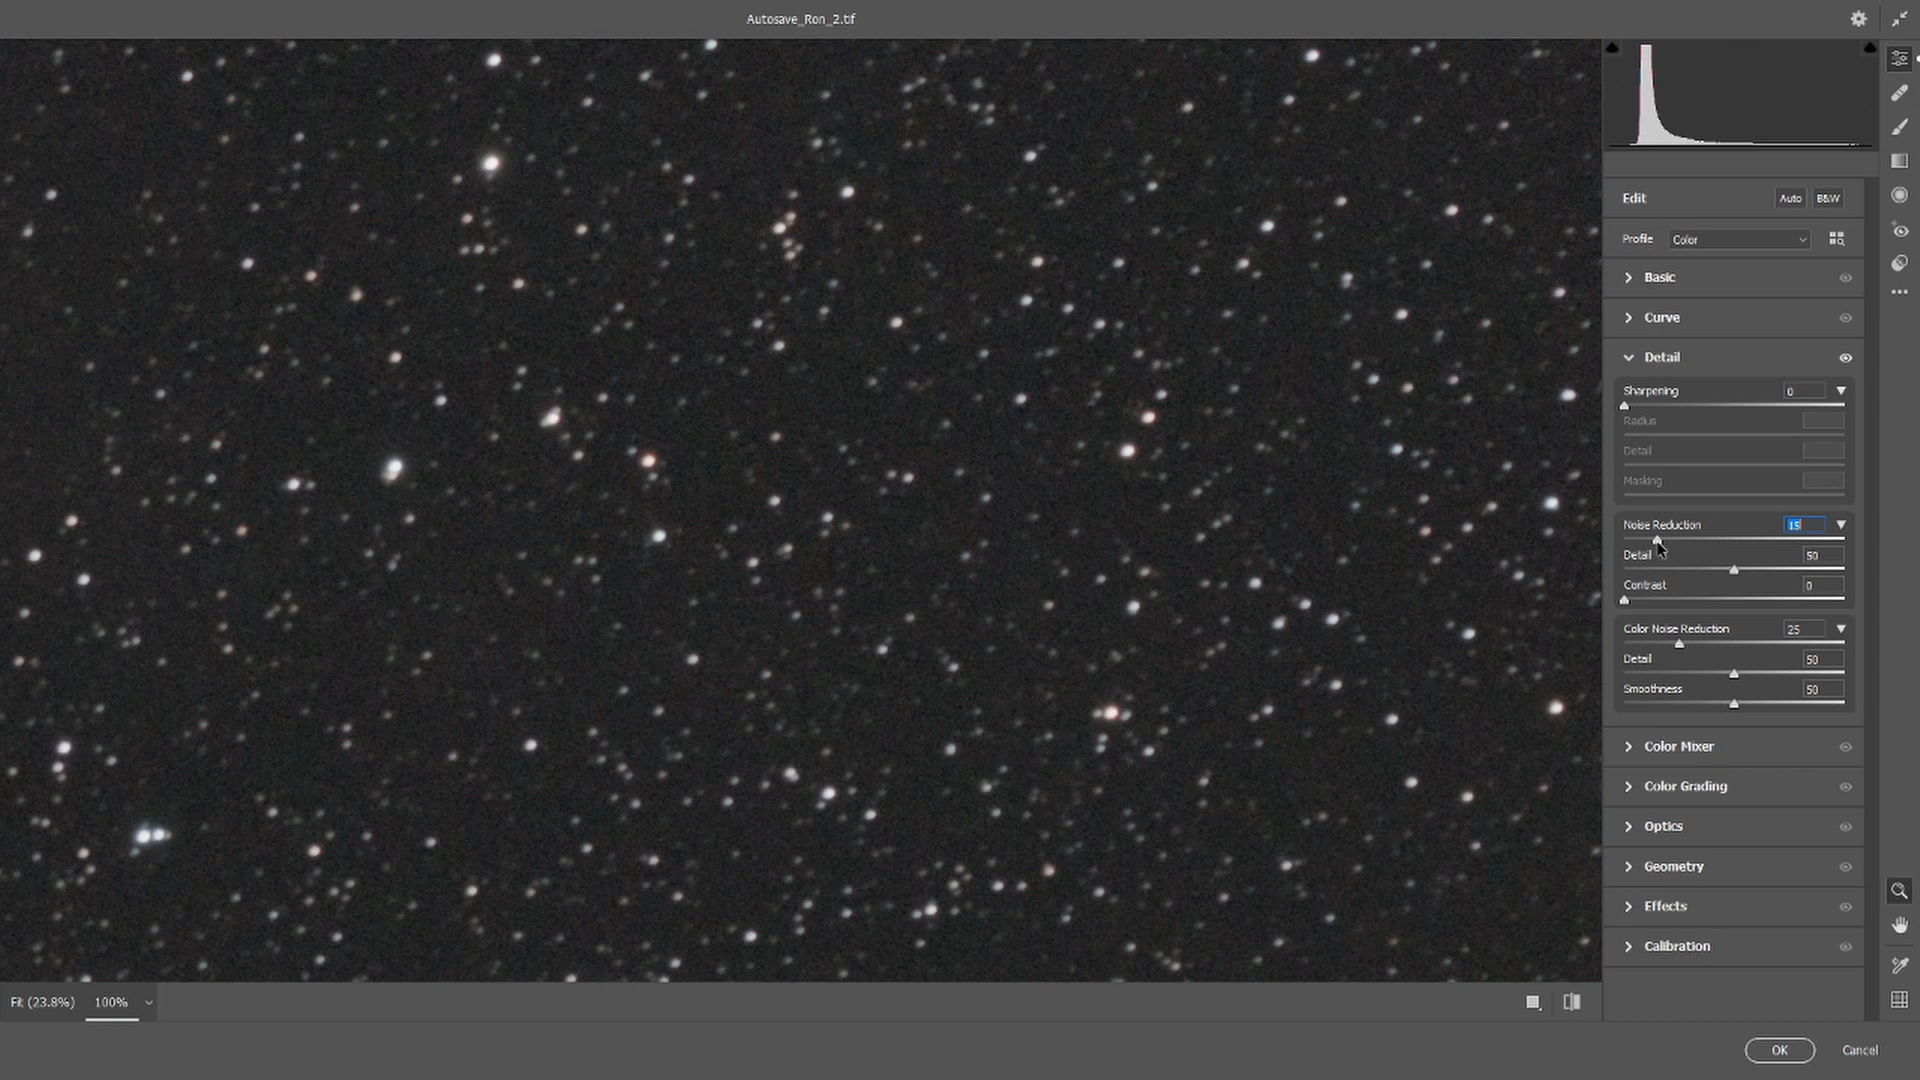 Autosave_Ron_2.tif
Edit Auto B&W
Profile Color
Basic
Curve
Detail
Sharpening 0
Radius
Detail
Masking
Noise Reduction 15
Detail 50
Contrast 0
Color Noise Reduction 25
Detail 50
Smoothness 50
Color Mixer
Color Grading
Optics
Geometry
Effects
Calibration
Fit (23.8%) 100%
OK Cancel